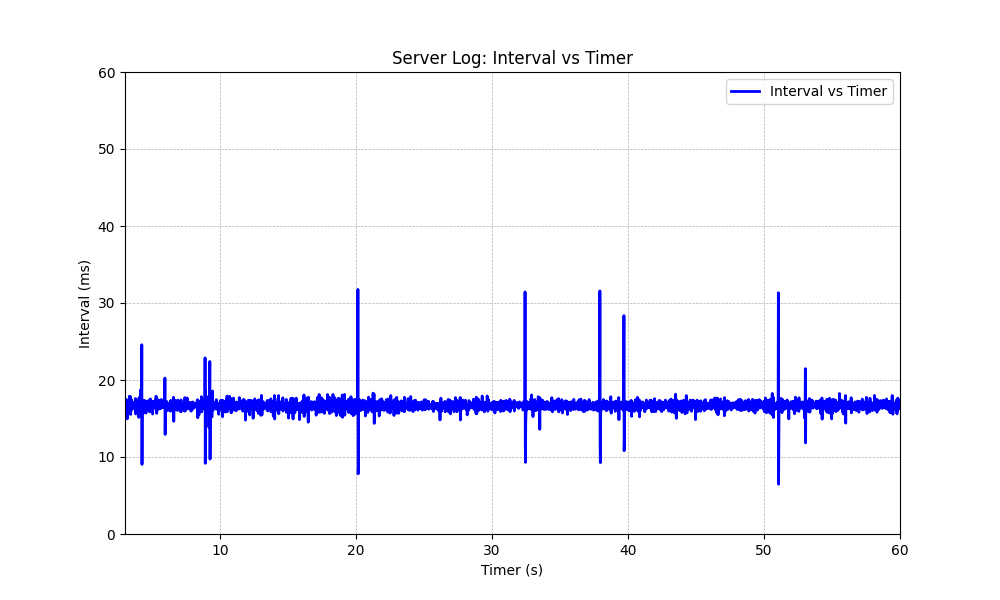 Server Log: Interval vs Timer
Interval vs Timer
60
50
40
30
20
10
0
Interval (ms)
10 20 30 40 50 60
Timer (s)